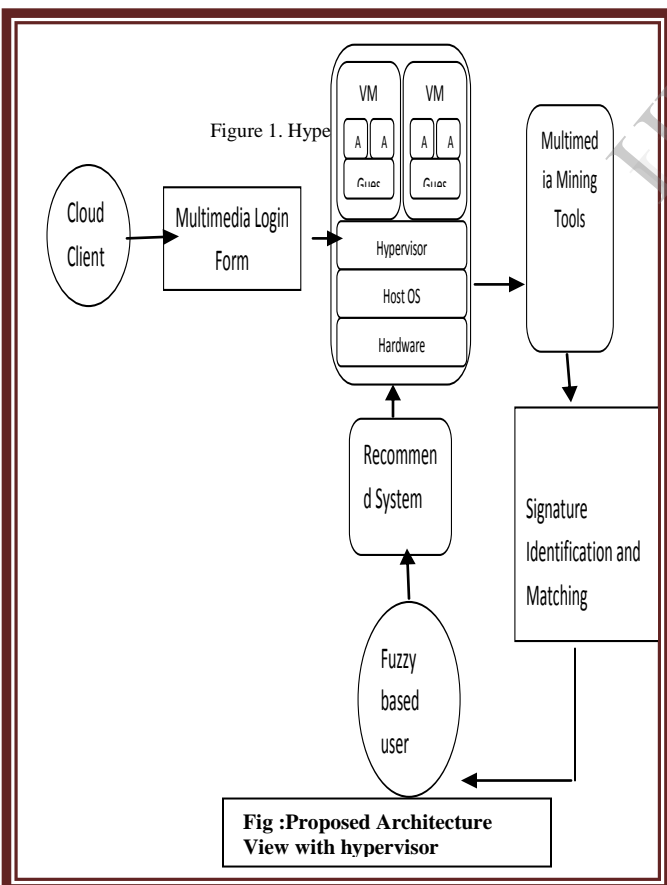 VM
VM
Figure 1. Hype
A
A
A
A
Cloud
Client
Multimedia Login
Form
Hypervisor
Host OS
Hardware
Multimed
ia Mining
Tools
Recommen
d System
Signature
Identification and
Matching
Fuzzy
based
user
Fig :Proposed Architecture
View with hypervisor